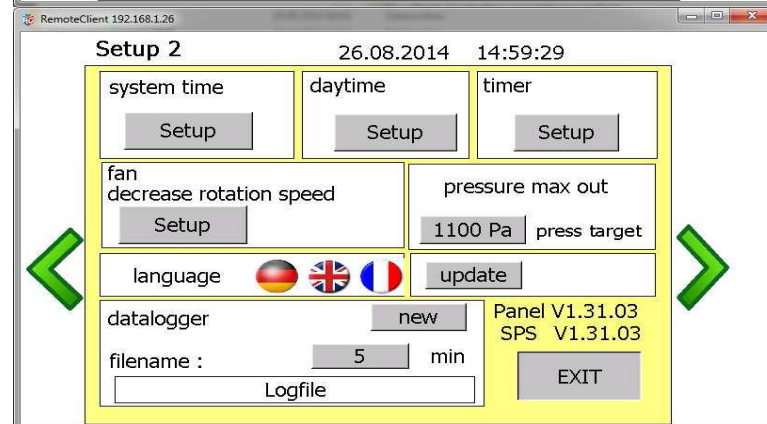 RemoteClient 192.168.1.26
Setup 2 26.08.2014 14:59:29
system time daytime timer
Setup Setup Setup
fan
decrease rotation speed
Setup
pressure max out
1100 Pa press target
language update
datalogger new
filename : 5 min
Logfile
Panel V1.31.03
SPS V1.31.03
EXIT